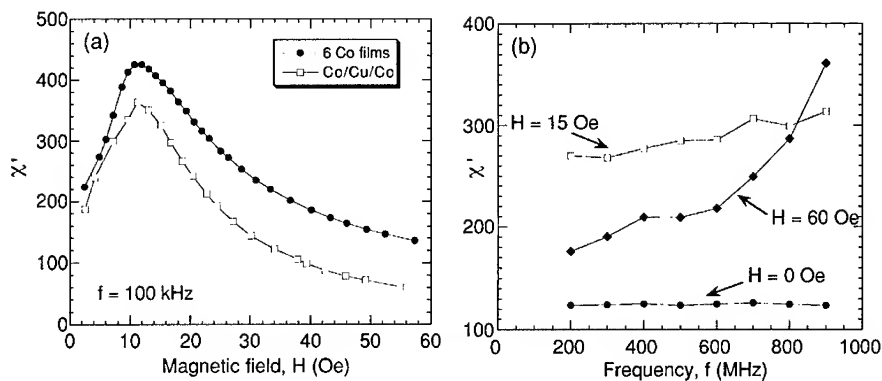 (a)
6 Co films
Co/Cu/Co
f = 100 kHz
χ'
500
400
300
200
100
0
0 10 20 30 40 50 60
Magnetic field, H (Oe)
(b)
H = 15 Oe
H = 60 Oe
H = 0 Oe
χ'
400
300
200
100
0 200 400 600 800 1000
Frequency, f (MHz)